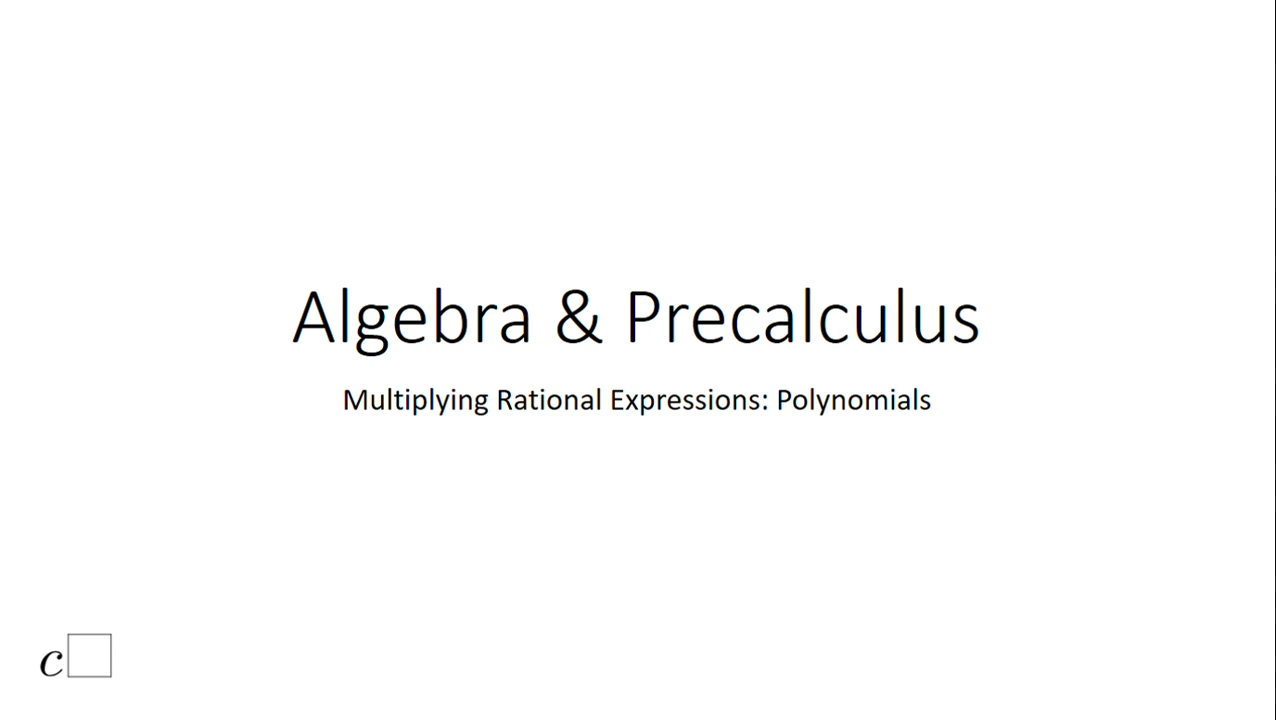 Algebra & Precalculus
Multiplying Rational Expressions: Polynomials
c